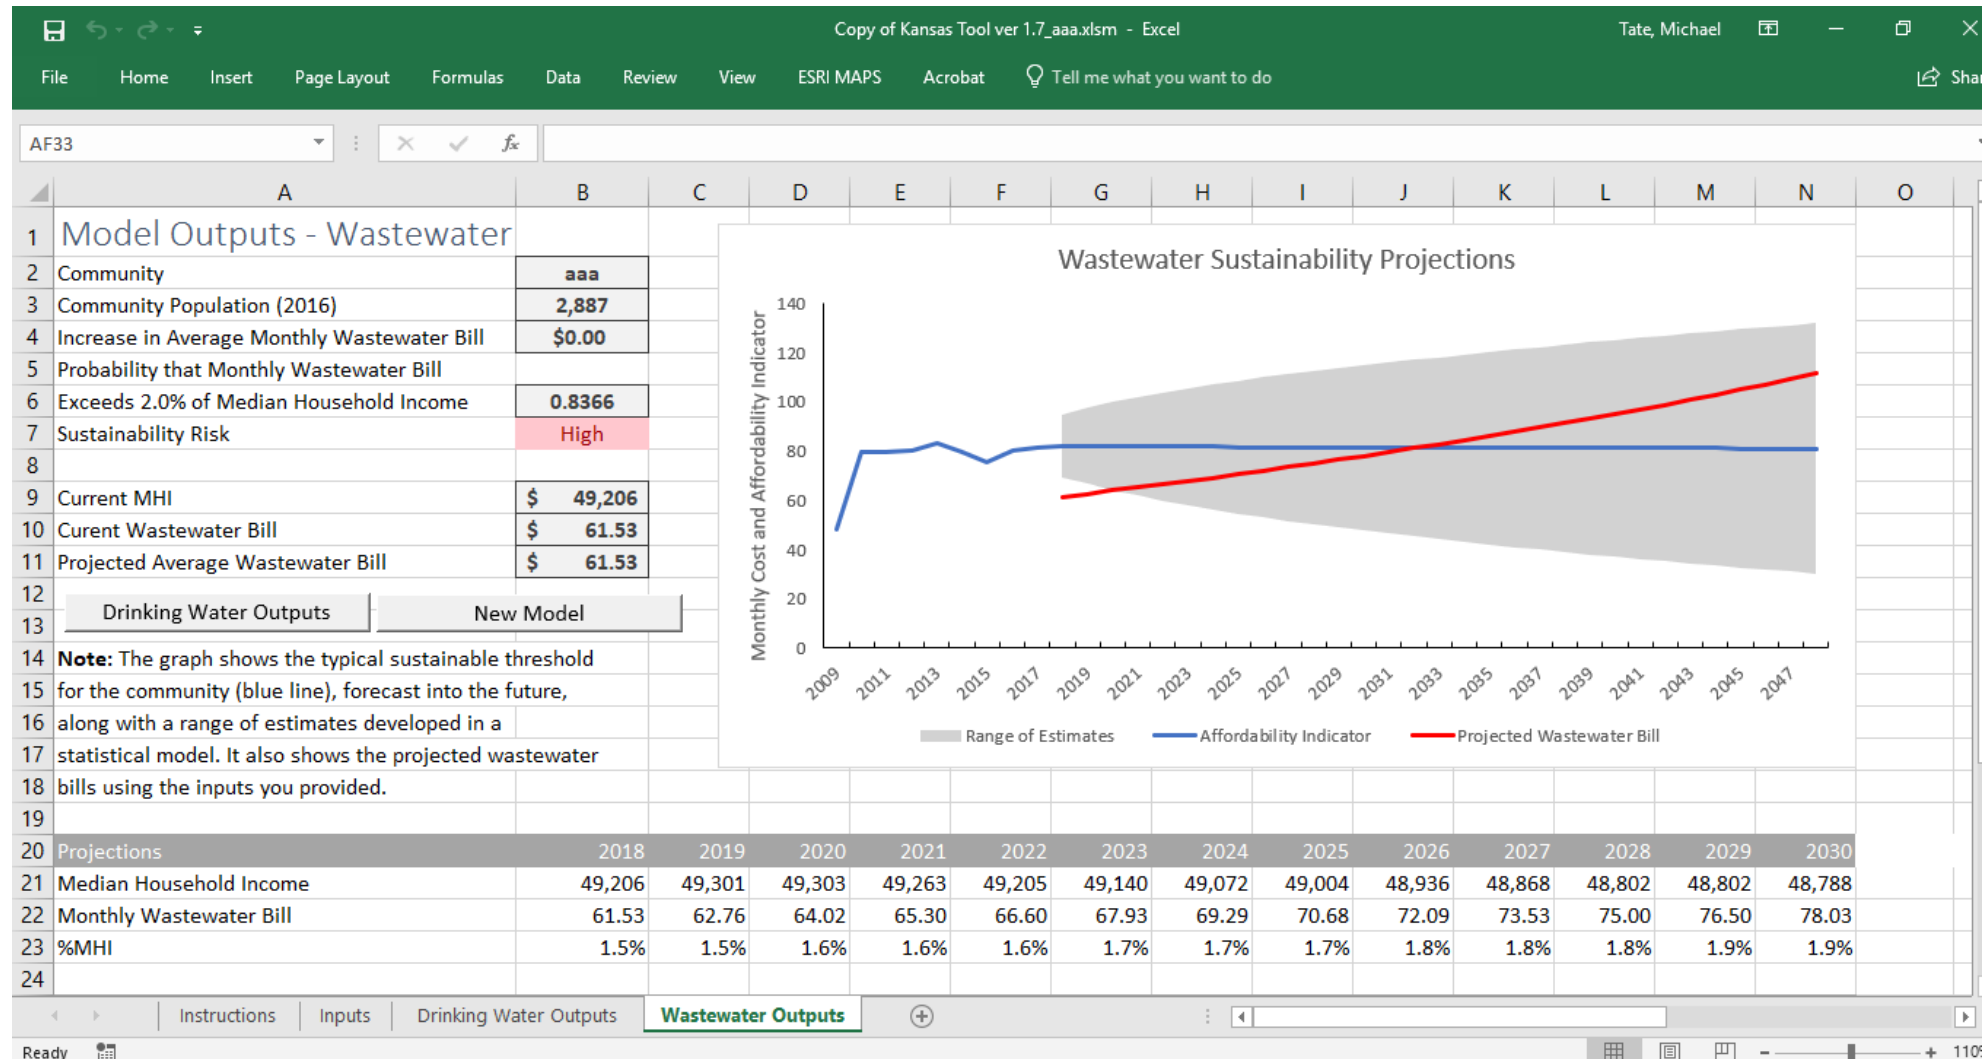 Copy of Kansas Tool ver 1.7_aaa.xlsm - Excel
Tate, Michael
File Home Insert Page Layout Formulas Data Review View ESRI MAPS Acrobat Tell me what you want to do
AF33
fx
A B C D E F G H I J K L M N O
1 Model Outputs - Wastewater
2 Community aaa
3 Community Population (2016) 2,887
4 Increase in Average Monthly Wastewater Bill $0.00
5 Probability that Monthly Wastewater Bill
6 Exceeds 2.0% of Median Household Income 0.8366
7 Sustainability Risk High
8
9 Current MHI $ 49,206
10 Curent Wastewater Bill $ 61.53
11 Projected Average Wastewater Bill $ 61.53
12
13
Drinking Water Outputs New Model
14 Note: The graph shows the typical sustainable threshold
15 for the community (blue line), forecast into the future,
16 along with a range of estimates developed in a
17 statistical model. It also shows the projected wastewater
18 bills using the inputs you provided.
19
Wastewater Sustainability Projections
Monthly Cost and Affordability Indicator
140
120
100
80
60
40
20
0
2009 2011 2013 2015 2017 2019 2021 2023 2025 2027 2029 2031 2033 2035 2037 2039 2041 2043 2045 2047
Range of Estimates Affordability Indicator Projected Wastewater Bill
20 Projections 2018 2019 2020 2021 2022 2023 2024 2025 2026 2027 2028 2029 2030
21 Median Household Income 49,206 49,301 49,303 49,263 49,205 49,140 49,072 49,004 48,936 48,868 48,802 48,802 48,788
22 Monthly Wastewater Bill 61.53 62.76 64.02 65.30 66.60 67.93 69.29 70.68 72.09 73.53 75.00 76.50 78.03
23 %MHI 1.5% 1.5% 1.6% 1.6% 1.6% 1.7% 1.7% 1.7% 1.8% 1.8% 1.8% 1.9% 1.9%
24
Instructions Inputs Drinking Water Outputs Wastewater Outputs
Ready